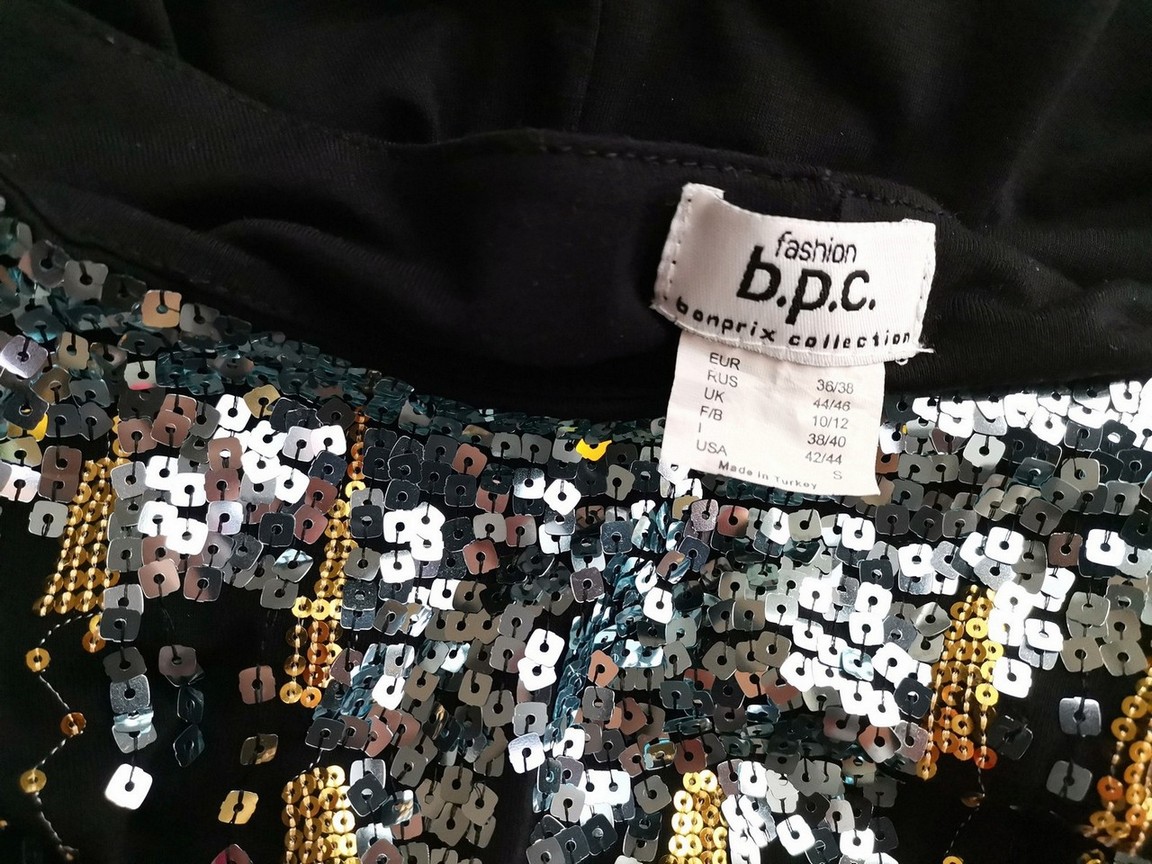 fashion
b.p.c.
bonprix collection
EUR 36/38
RUS 44/46
UK 10/12
F/B 38/40
I 42/44
USA S
Made in Turkey